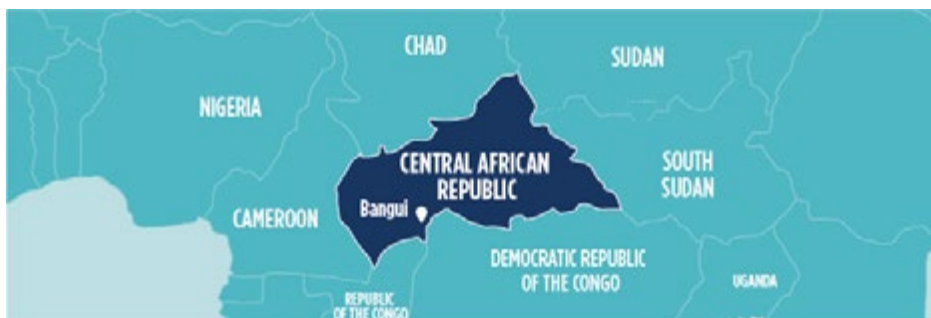 CHAD
SUDAN
NIGERIA
CENTRAL AFRICAN
REPUBLIC
SOUTH
SUDAN
Bangui
CAMEROON
DEMOCRATIC REPUBLIC
OF THE CONGO
UGANDA
REPUBLIC
OF THE CONGO